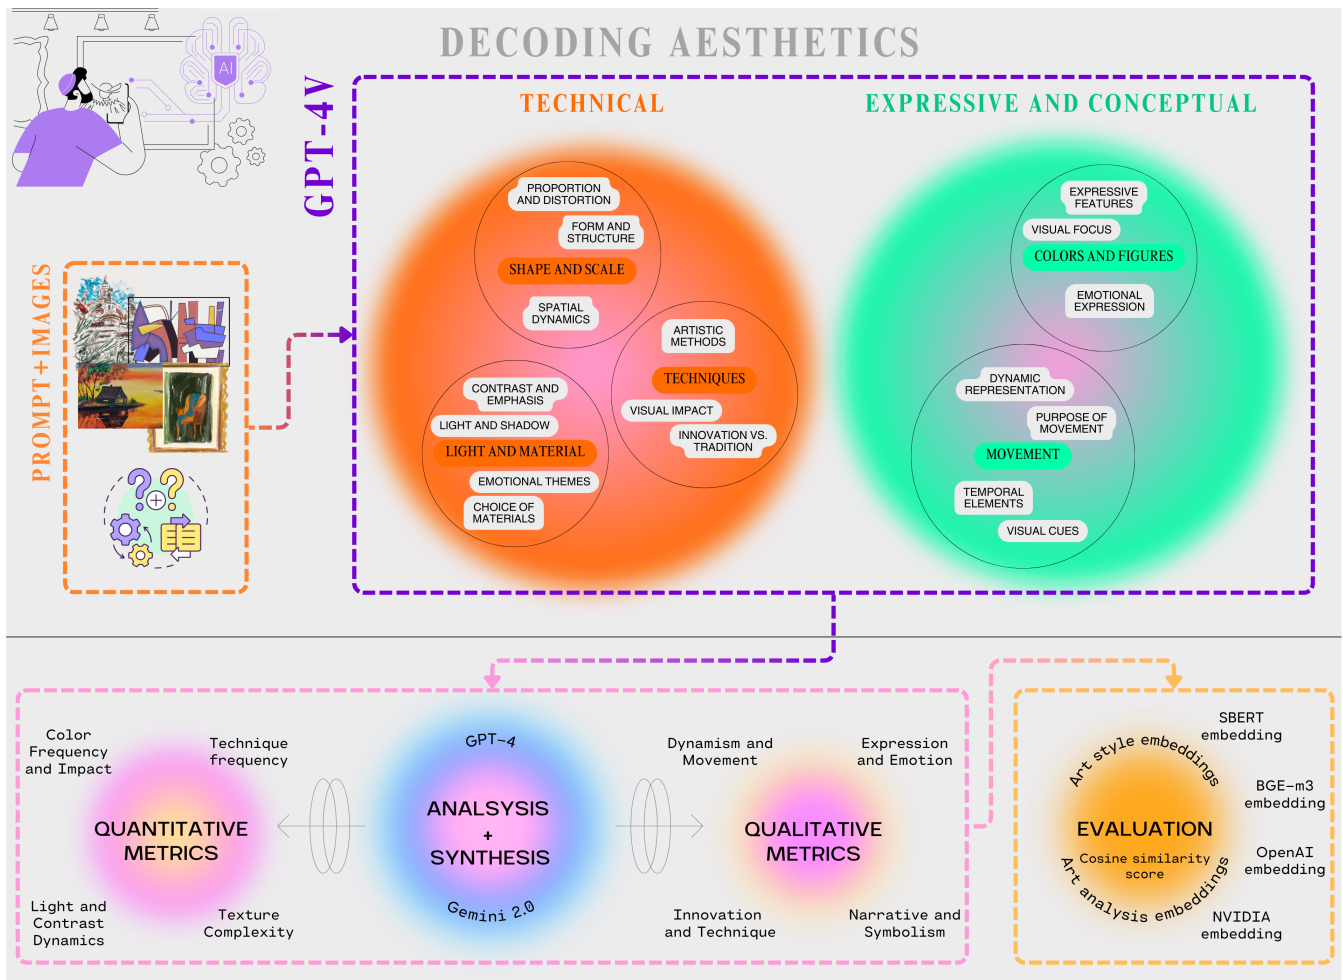 DECODING AESTHETICS
AI
GPT-4V
TECHNICAL
EXPRESSIVE AND CONCEPTUAL
PROPORTION
AND DISTORTION
FORM AND
STRUCTURE
SHAPE AND SCALE
SPATIAL
DYNAMICS
ARTISTIC
METHODS
TECHNIQUES
VISUAL IMPACT
INNOVATION VS.
TRADITION
CONTRAST AND
EMPHASIS
LIGHT AND SHADOW
LIGHT AND MATERIAL
EMOTIONAL THEMES
CHOICE OF
MATERIALS
EXPRESSIVE
FEATURES
VISUAL FOCUS
COLORS AND FIGURES
EMOTIONAL
EXPRESSION
DYNAMIC
REPRESENTATION
PURPOSE OF
MOVEMENT
MOVEMENT
TEMPORAL
ELEMENTS
VISUAL CUES
PROMPT+IMAGES
Color
Frequency
and Impact
Technique
frequency
QUANTITATIVE
METRICS
Light and
Contrast
Dynamics
Texture
Complexity
GPT-4
ANALSYSIS
+
SYNTHESIS
Gemini 2.0
Dynamism and
Movement
Expression
and Emotion
QUALITATIVE
METRICS
Innovation
and Technique
Narrative and
Symbolism
Art style embeddings
EVALUATION
Cosine similarity
score
Art analysis embeddings
SBERT
embedding
BGE-m3
embedding
OpenAI
embedding
NVIDIA
embedding